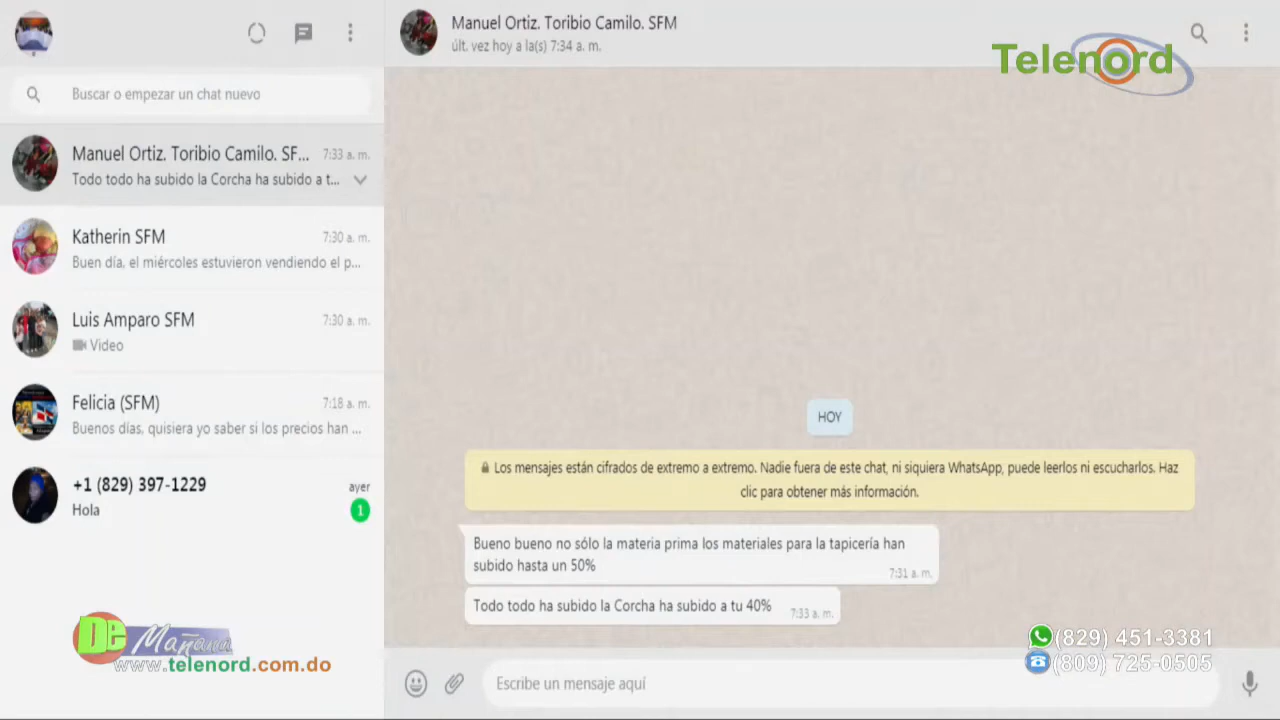 Manuel Ortiz. Toribio Camilo. SFM
últ. vez hoy a la(s) 7:34 a. m.
Telenord
Buscar o empezar un chat nuevo
Manuel Ortiz. Toribio Camilo. SF... 7:33 a. m.
Todo todo ha subido la Corcha ha subido a t...
Katherin SFM 7:30 a. m.
Buen día, el miércoles estuvieron vendiendo el p...
Luis Amparo SFM 7:30 a. m.
Video
Felicia (SFM) 7:18 a. m.
Buenos días, quisiera yo saber si los precios han ...
+1 (829) 397-1229 ayer
Hola 1
HOY
Los mensajes están cifrados de extremo a extremo. Nadie fuera de este chat, ni siquiera WhatsApp, puede leerlos ni escucharlos. Haz
clic para obtener más información.
Bueno bueno no sólo la materia prima los materiales para la tapicería han
subido hasta un 50%
7:31 a. m.
Todo todo ha subido la Corcha ha subido a tu 40% 7:33 a. m.
De Mañana
www.telenord.com.do
(829) 451-3381
(809) 725-0505
Escribe un mensaje aquí